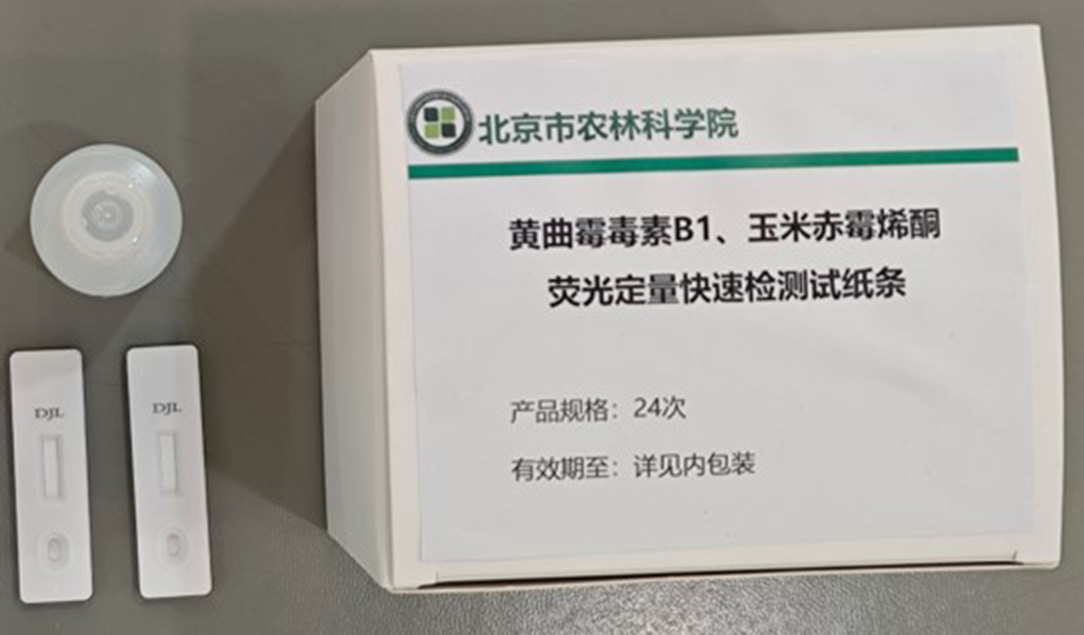 北京市农林科学院
黄曲霉毒素B1、玉米赤霉烯酮
荧光定量快速检测试纸条
产品规格：24次
有效期至：详见内包装
DJL
DJL